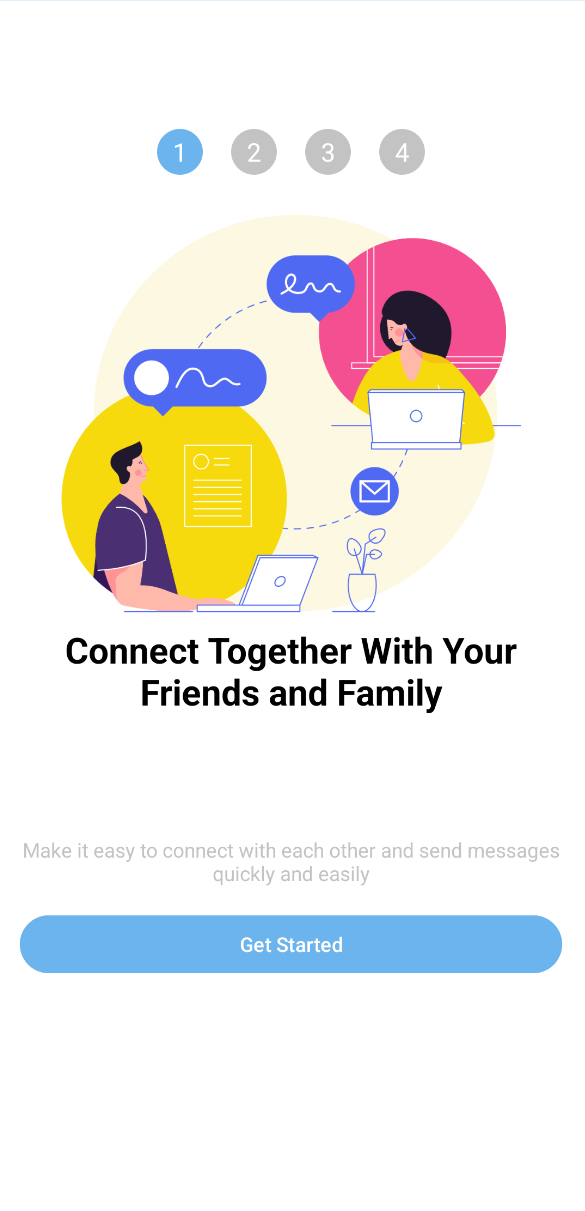 1 2 3 4
Connect Together With Your
Friends and Family
Make it easy to connect with each other and send messages
quickly and easily
Get Started